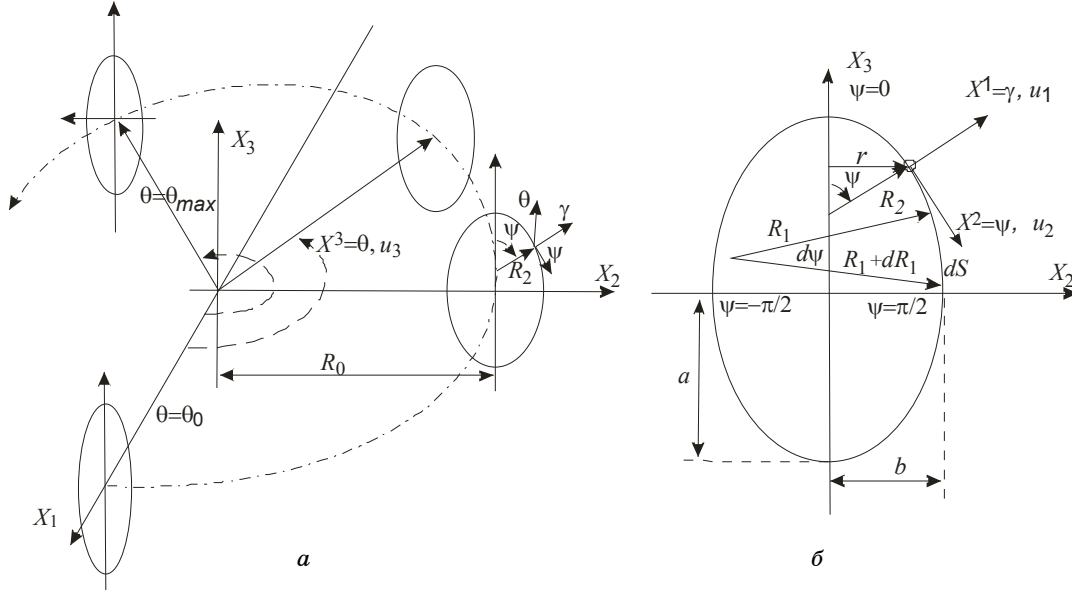 X₃
θ=θmax
X³=θ, u₃
θ
γ
ψ
ψ
R₂
X₂
R₀
θ=θ₀
X₁
а
X₃
ψ=0
X¹=γ, u₁
r
ψ
R₂
X²=ψ, u₂
R₁
dψ
R₁+dR₁
dS
X₂
ψ=–π/2
ψ=π/2
a
b
б